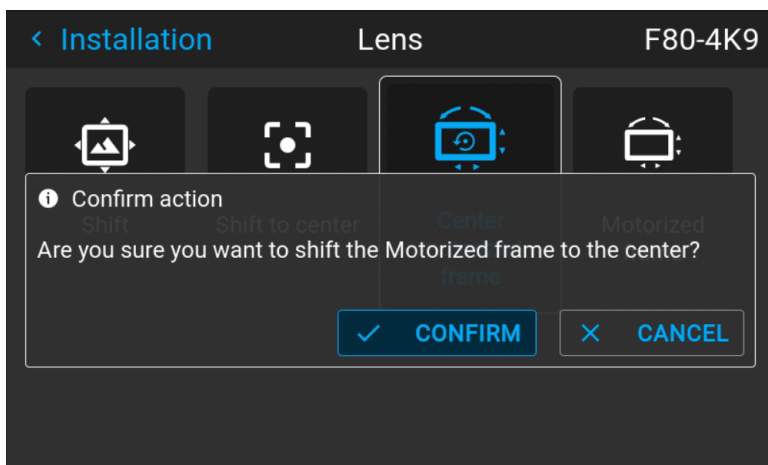 Installation
Lens
F80-4K9
Confirm action
Shift
Shift to center
Center
Motorized
Are you sure you want to shift the Motorized frame to the center?
frame
CONFIRM
CANCEL